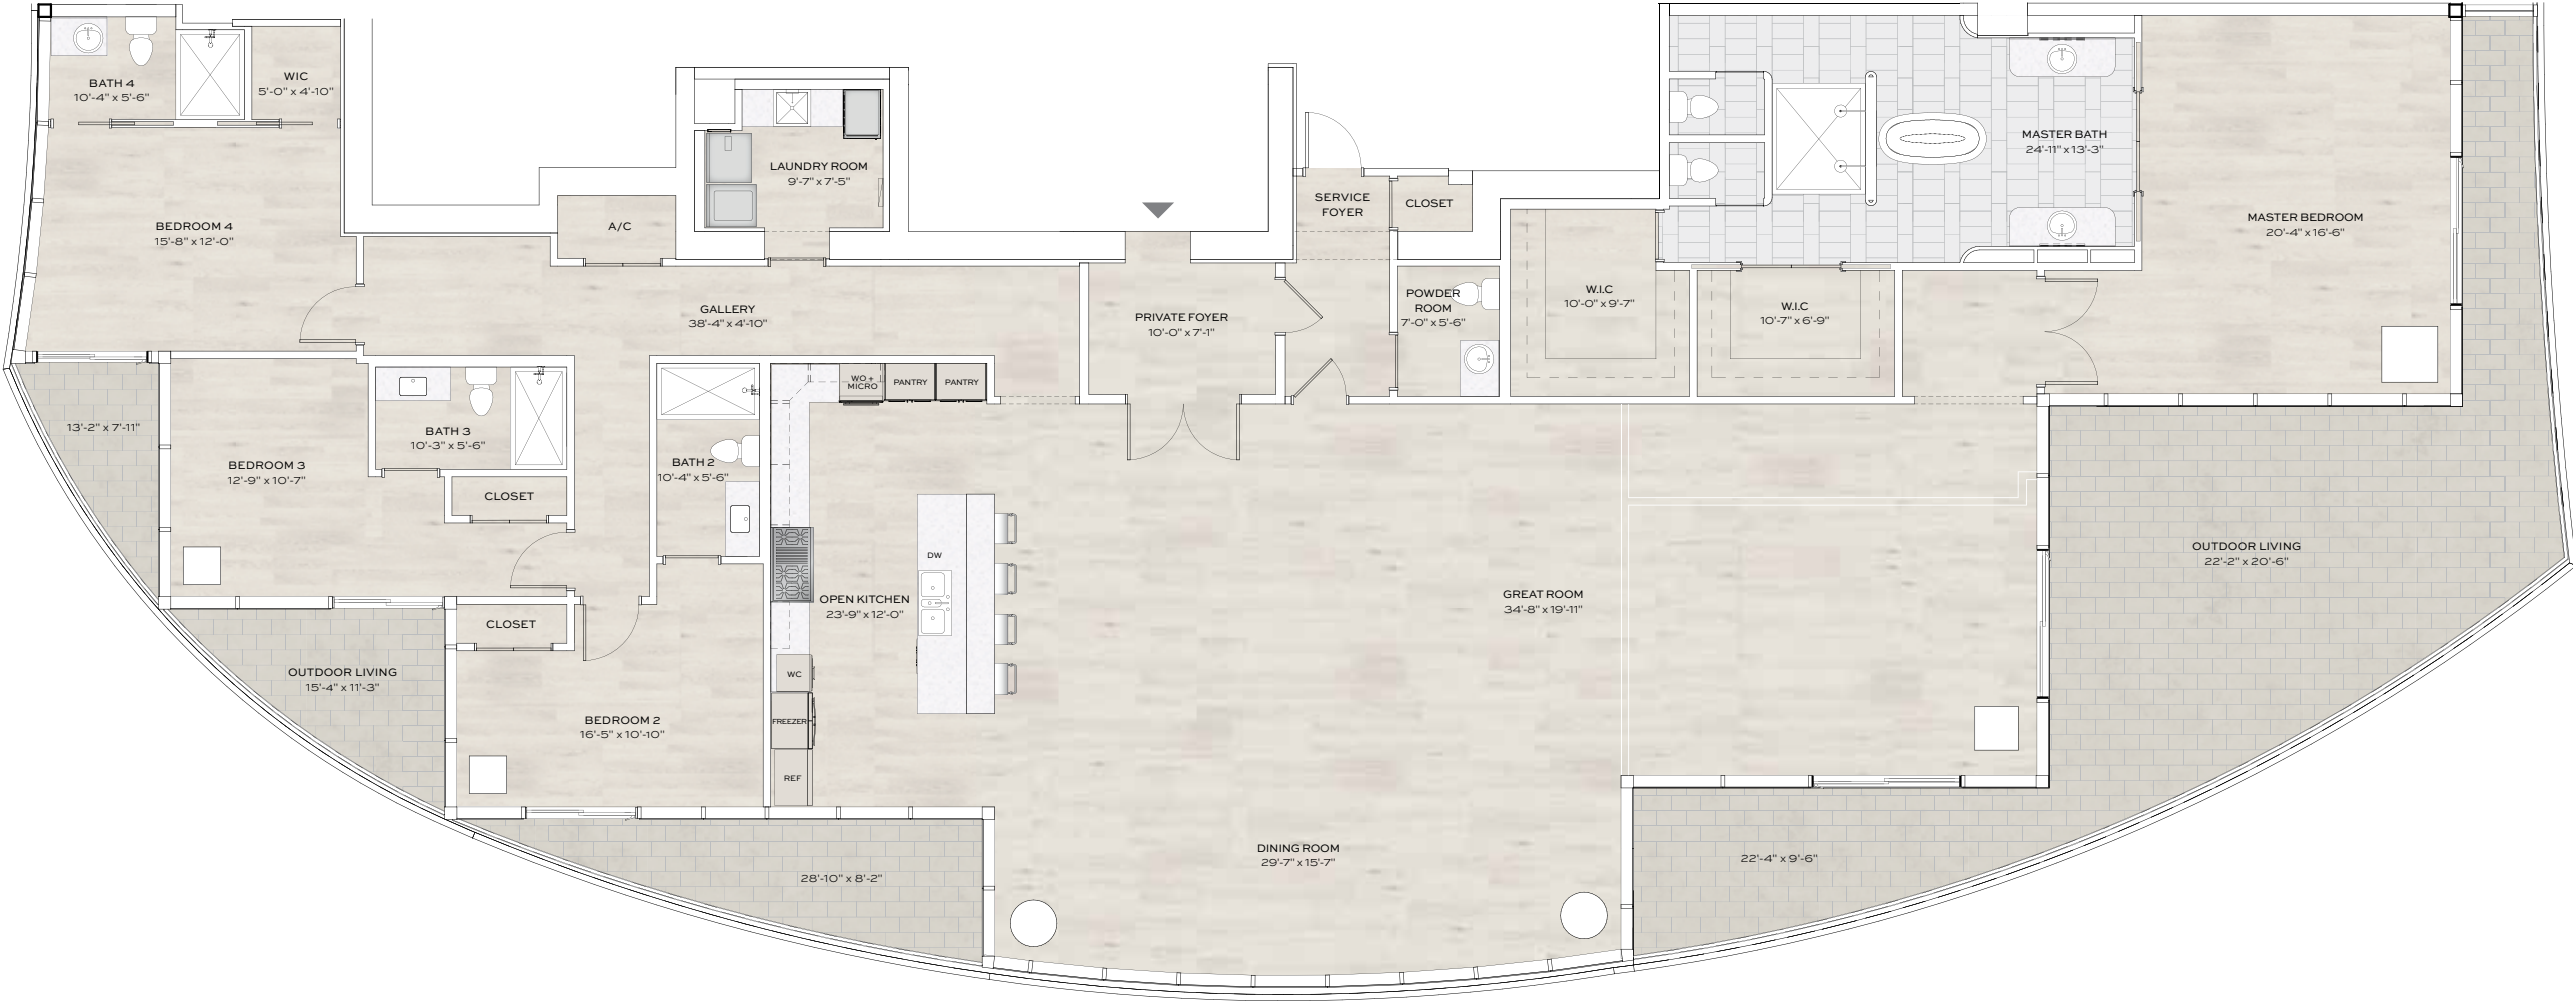 BATH 4
10'-4" x 5'-6"
WIC
5'-0" x 4'-10"
BEDROOM 4
15'-8" x 12'-0"
A/C
LAUNDRY ROOM
9'-7" x 7'-5"
SERVICE
FOYER
CLOSET
MASTER BATH
24'-11" x 13'-3"
MASTER BEDROOM
20'-4" x 16'-6"
GALLERY
38'-4" x 4'-10"
PRIVATE FOYER
10'-0" x 7'-1"
POWDER
ROOM
7'-0" x 5'-6"
W.I.C
10'-0" x 9'-7"
W.I.C
10'-7" x 6'-9"
13'-2" x 7'-11"
BEDROOM 3
12'-9" x 10'-7"
BATH 3
10'-3" x 5'-6"
CLOSET
BATH 2
10'-4" x 5'-6"
WO +
MICRO
PANTRY
PANTRY
DW
OPEN KITCHEN
23'-9" x 12'-0"
GREAT ROOM
34'-8" x 19'-11"
OUTDOOR LIVING
22'-2" x 20'-6"
CLOSET
OUTDOOR LIVING
15'-4" x 11'-3"
BEDROOM 2
16'-5" x 10'-10"
WC
FREEZER
REF
28'-10" x 8'-2"
DINING ROOM
29'-7" x 15'-7"
22'-4" x 9'-6"